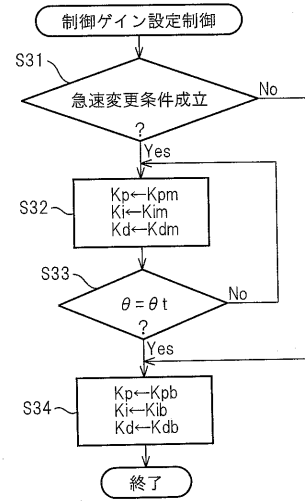 制御ゲイン設定制御
S31
急速変更条件成立
?
No
Yes
S32
Kp←Kpm
Ki←Kim
Kd←Kdm
S33
θ=θt
?
No
Yes
S34
Kp←Kpb
Ki←Kib
Kd←Kdb
終了